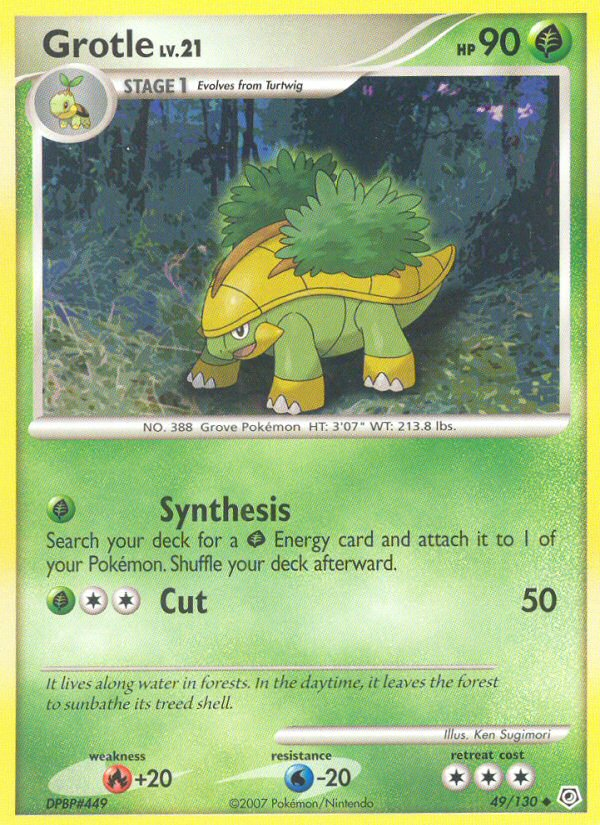 Grotle LV.21
HP 90
STAGE 1 Evolves from Turtwig
NO. 388 Grove Pokémon HT: 3'07" WT: 213.8 lbs.
Synthesis
Search your deck for a Energy card and attach it to 1 of
your Pokémon. Shuffle your deck afterward.
Cut 50
It lives along water in forests. In the daytime, it leaves the forest
to sunbathe its treed shell.
Illus. Ken Sugimori
weakness resistance retreat cost
+20 -20
DPBP#449 ©2007 Pokémon/Nintendo 49/130